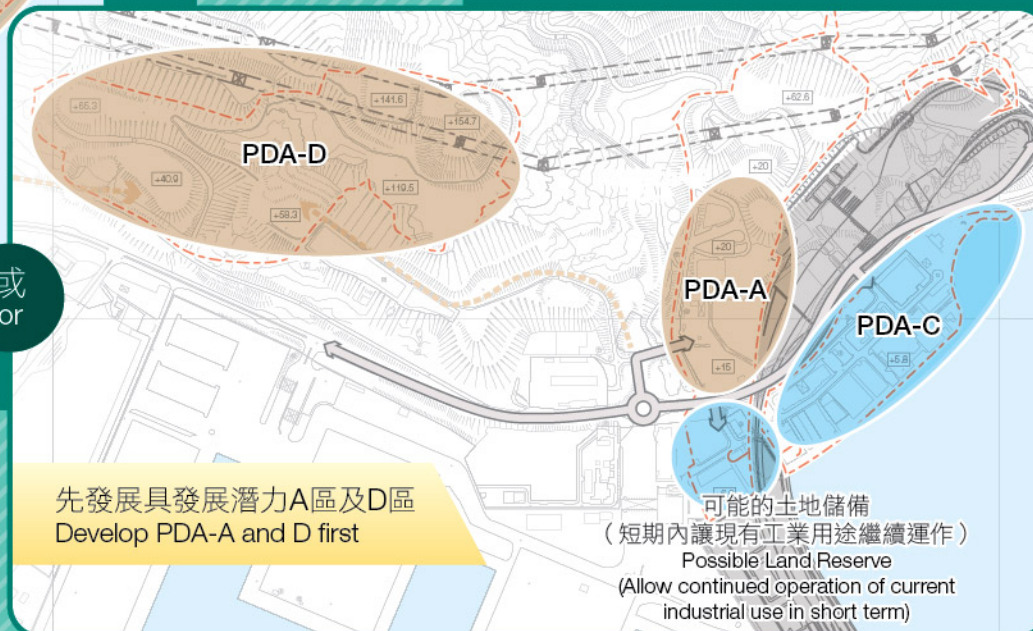 +65.3
+141.6
+154.7
+62.6
PDA-D
+20
+40.9
+119.5
+59.3
+20
或
or
PDA-A
PDA-C
+5.8
+15
先發展具發展潛力A區及D區
Develop PDA-A and D first
可能的土地儲備
（短期內讓現有工業用途繼續運作）
Possible Land Reserve
(Allow continued operation of current
industrial use in short term)